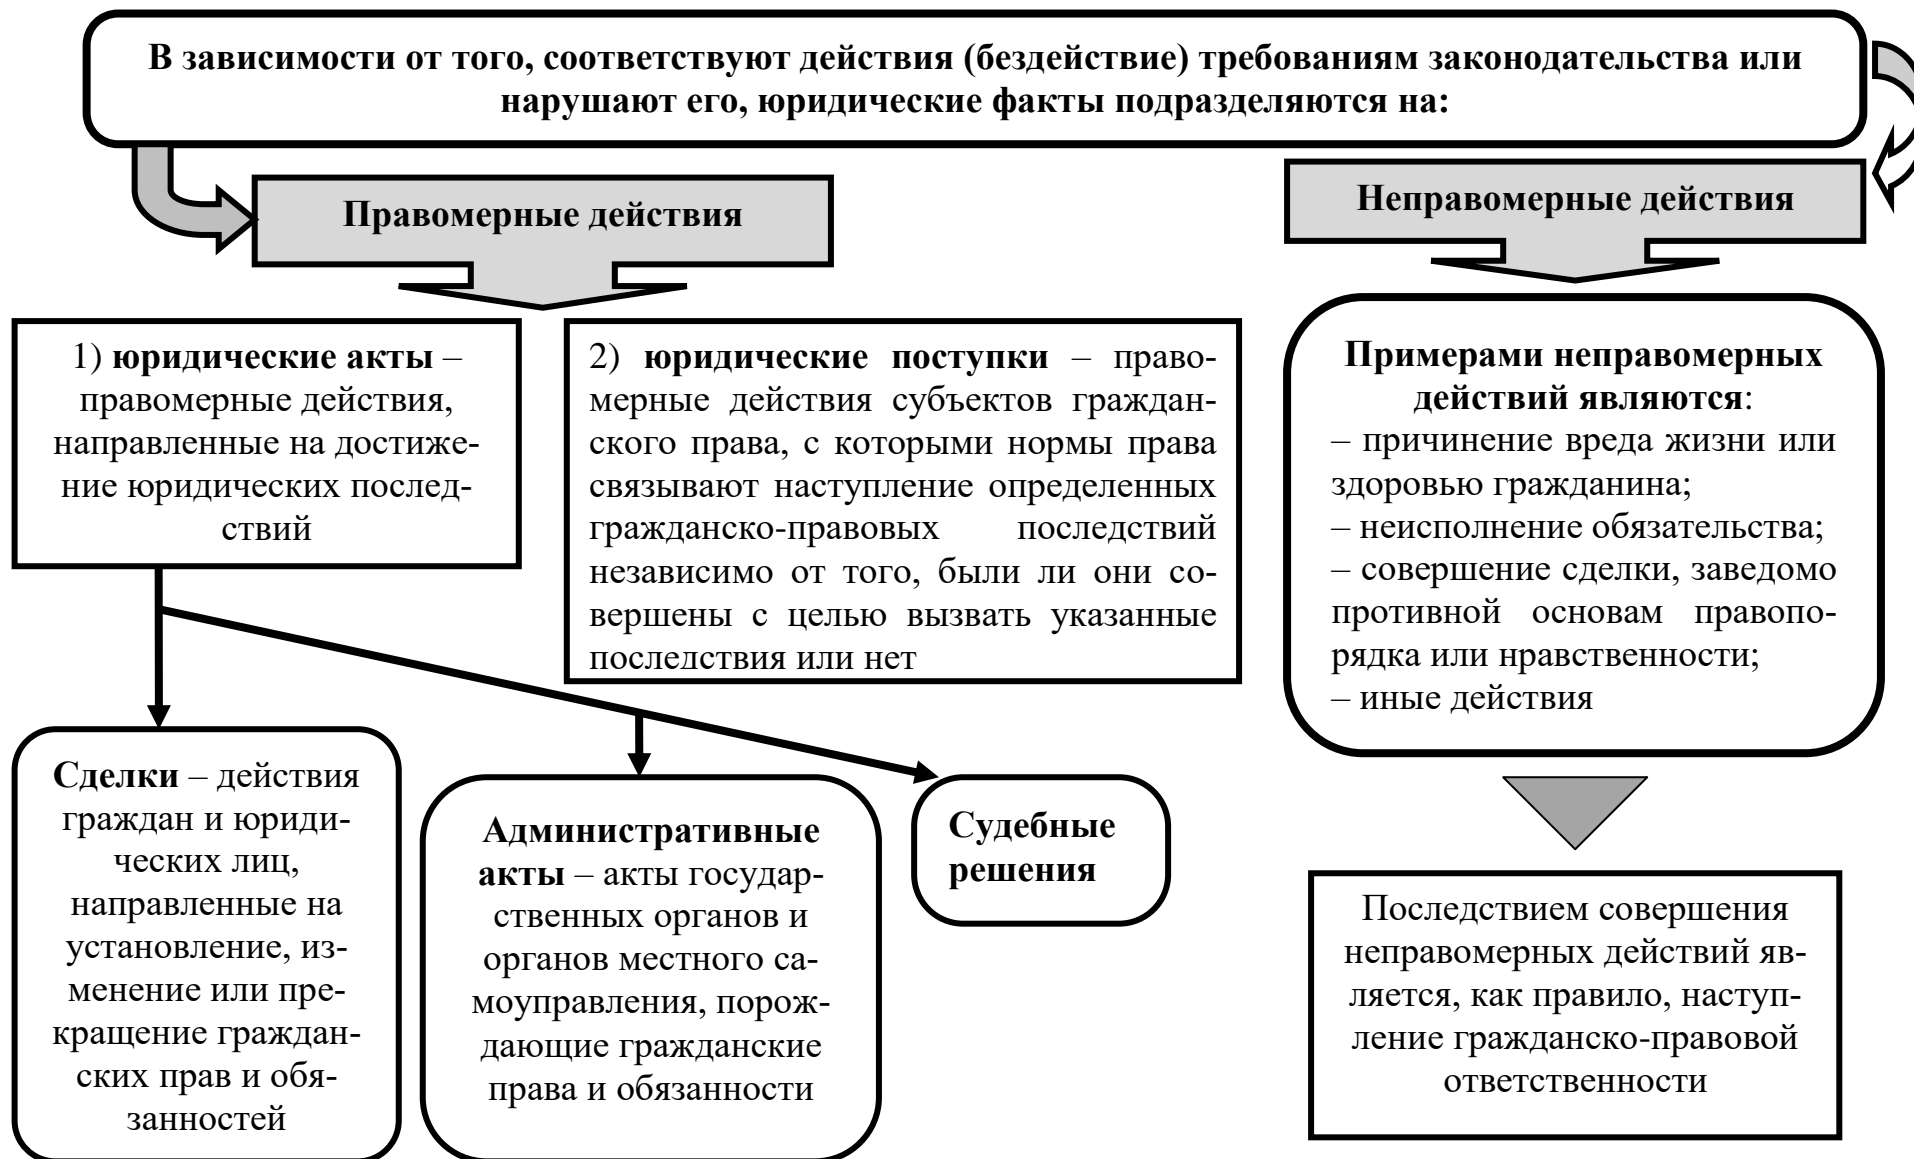 В зависимости от того, соответствуют действия (бездействие) требованиям законодательства или
нарушают его, юридические факты подразделяются на:
Правомерные действия
Неправомерные действия
1) юридические акты –
правомерные действия,
направленные на достиже-
ние юридических послед-
ствий
2) юридические поступки – право-
мерные действия субъектов граждан-
ского права, с которыми нормы права
связывают наступление определенных
гражданско-правовых последствий
независимо от того, были ли они со-
вершены с целью вызвать указанные
последствия или нет
Примерами неправомерных
действий являются:
– причинение вреда жизни или
здоровью гражданина;
– неисполнение обязательства;
– совершение сделки, заведомо
противной основам правопо-
рядка или нравственности;
– иные действия
Сделки – действия
граждан и юриди-
ческих лиц,
направленные на
установление, из-
менение или пре-
кращение граждан-
ских прав и обя-
занностей
Административные
акты – акты государ-
ственных органов и
органов местного са-
моуправления, порож-
дающие гражданские
права и обязанности
Судебные
решения
Последствием совершения
неправомерных действий яв-
ляется, как правило, наступ-
ление гражданско-правовой
ответственности